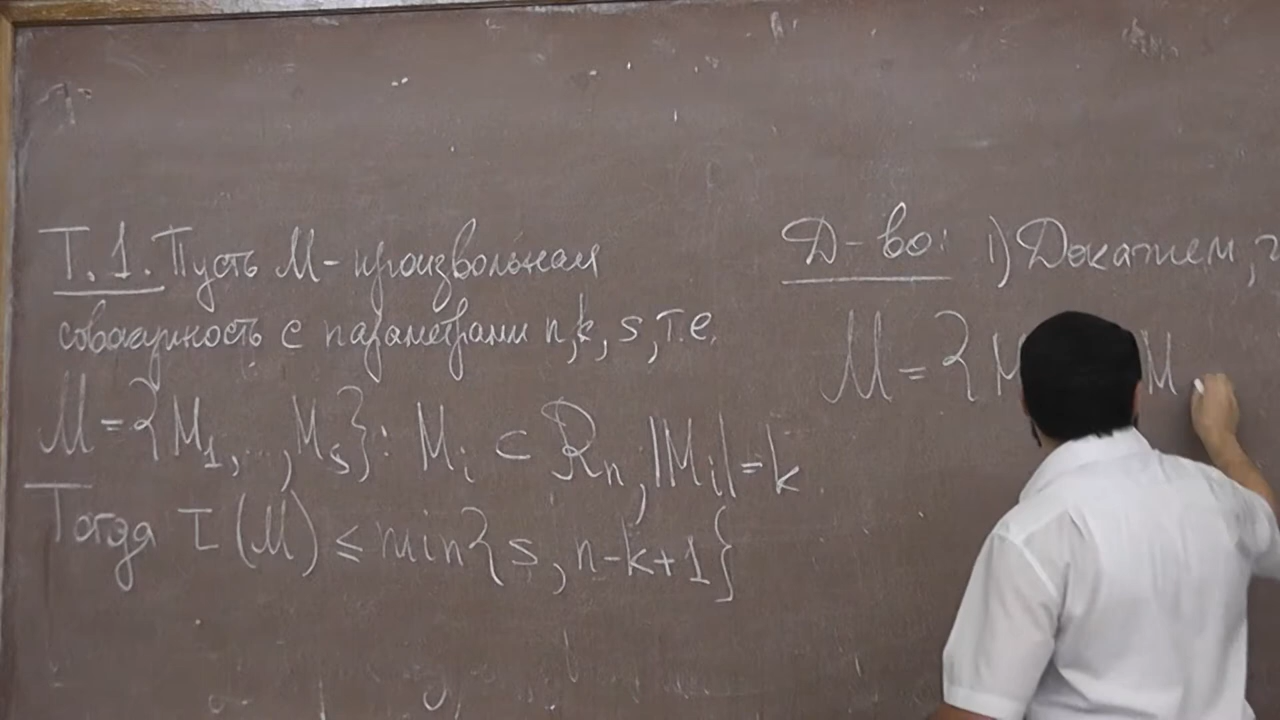 Т.1. Пусть M - произвольная
совокупность с параметрами n, k, s, т.е.
M = {M₁, ..., Mₛ}: Mᵢ ⊂ Rₙ, |Mᵢ| = k
Тогда τ(M) ≤ min{s, n-k+1}
Д-во: 1) Докажем,
M = {M M